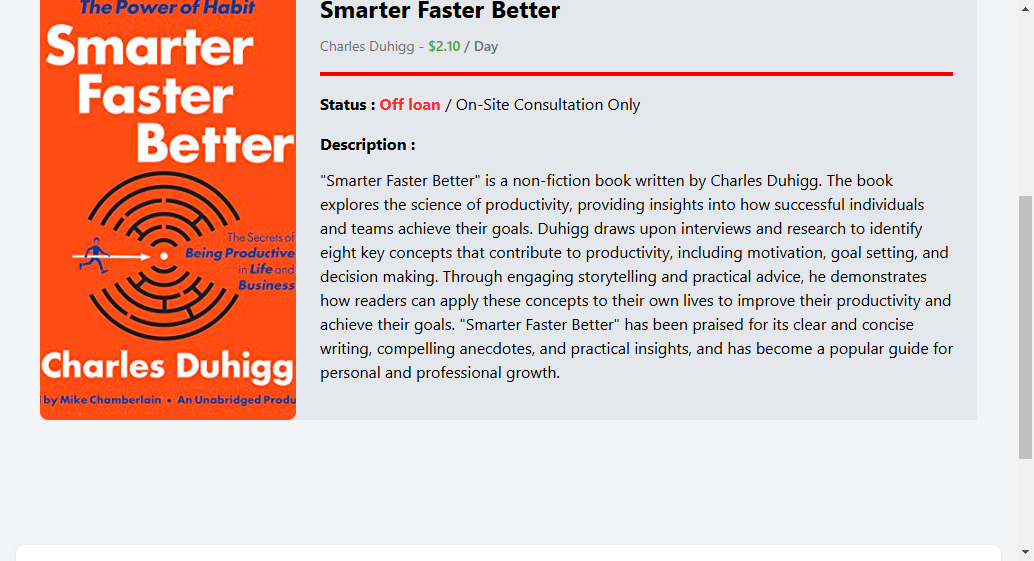 The Power of Habit
Smarter
Faster
Better
The Secrets of
Being Productive
in Life and
Business
Charles Duhigg
by Mike Chamberlain • An Unabridged Produ
Smarter Faster Better
Charles Duhigg - $2.10 / Day
Status : Off loan / On-Site Consultation Only
Description :
"Smarter Faster Better" is a non-fiction book written by Charles Duhigg. The book
explores the science of productivity, providing insights into how successful individuals
and teams achieve their goals. Duhigg draws upon interviews and research to identify
eight key concepts that contribute to productivity, including motivation, goal setting, and
decision making. Through engaging storytelling and practical advice, he demonstrates
how readers can apply these concepts to their own lives to improve their productivity and
achieve their goals. "Smarter Faster Better" has been praised for its clear and concise
writing, compelling anecdotes, and practical insights, and has become a popular guide for
personal and professional growth.